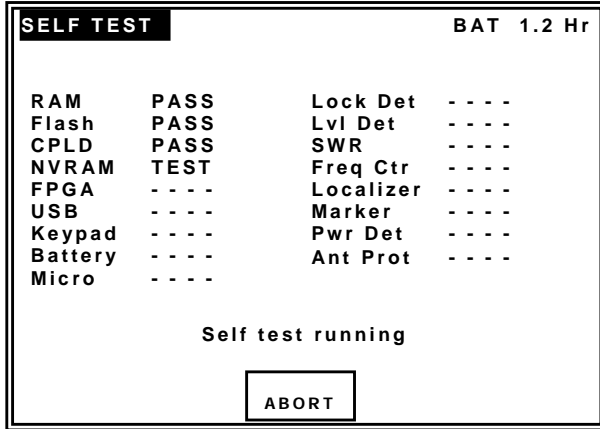 SELF TEST BAT 1.2 Hr
RAM PASS Lock Det - - - -
Flash PASS Lvl Det - - - -
CPLD PASS SWR - - - -
NVRAM TEST Freq Ctr - - - -
FPGA - - - - Localizer - - - -
USB - - - - Marker - - - -
Keypad - - - - Pwr Det - - - -
Battery - - - - Ant Prot - - - -
Micro - - - -
Self test running
ABORT